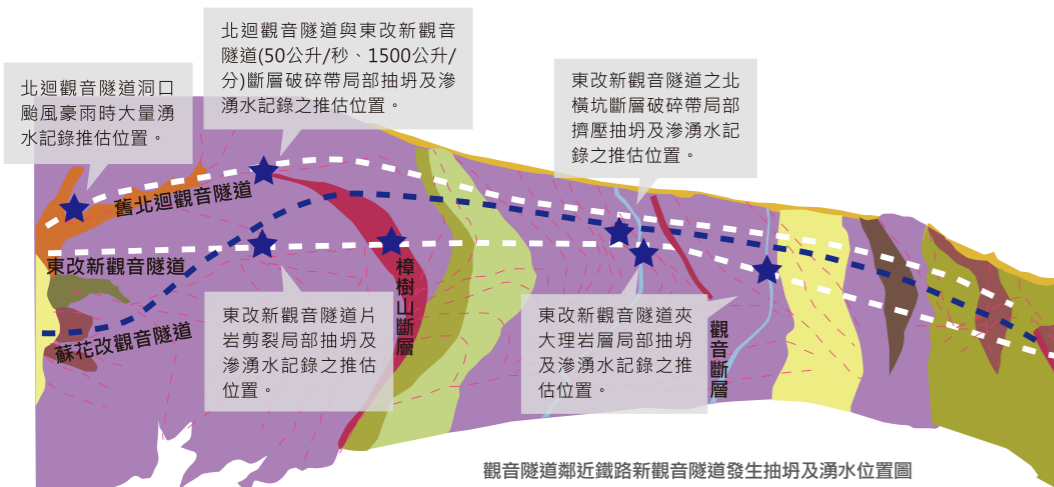 北迴觀音隧道洞口
颱風豪雨時大量湧
水記錄推估位置。
北迴觀音隧道與東改新觀音
隧道(50公升/秒、1500公升/
分)斷層破碎帶局部抽坍及滲
湧水記錄之推估位置。
東改新觀音隧道之北
橫坑斷層破碎帶局部
擠壓抽坍及滲湧水記
錄之推估位置。
舊北迴觀音隧道
東改新觀音隧道
蘇花改觀音隧道
樟樹山斷層
東改新觀音隧道片
岩剪裂局部抽坍及
滲湧水記錄之推估
位置。
東改新觀音隧道夾
大理岩層局部抽坍
及滲湧水記錄之推
估位置。
觀音斷層
觀音隧道鄰近鐵路新觀音隧道發生抽坍及湧水位置圖